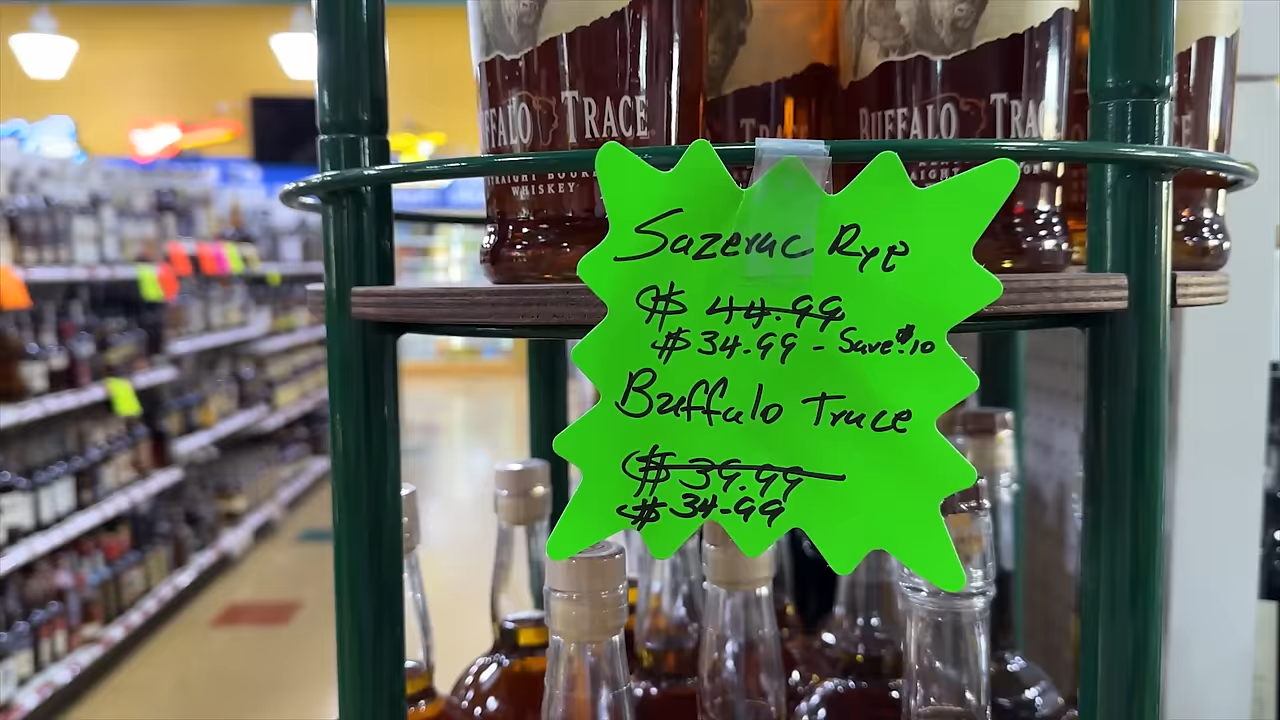 BUFFALO TRACE
BUFFALO TRACE
STRAIGHT BOURBON
WHISKEY
Sazerac Rye
$ 44.99
$ 34.99 - Save $10
Buffalo Trace
$ 39.99
$ 34.99